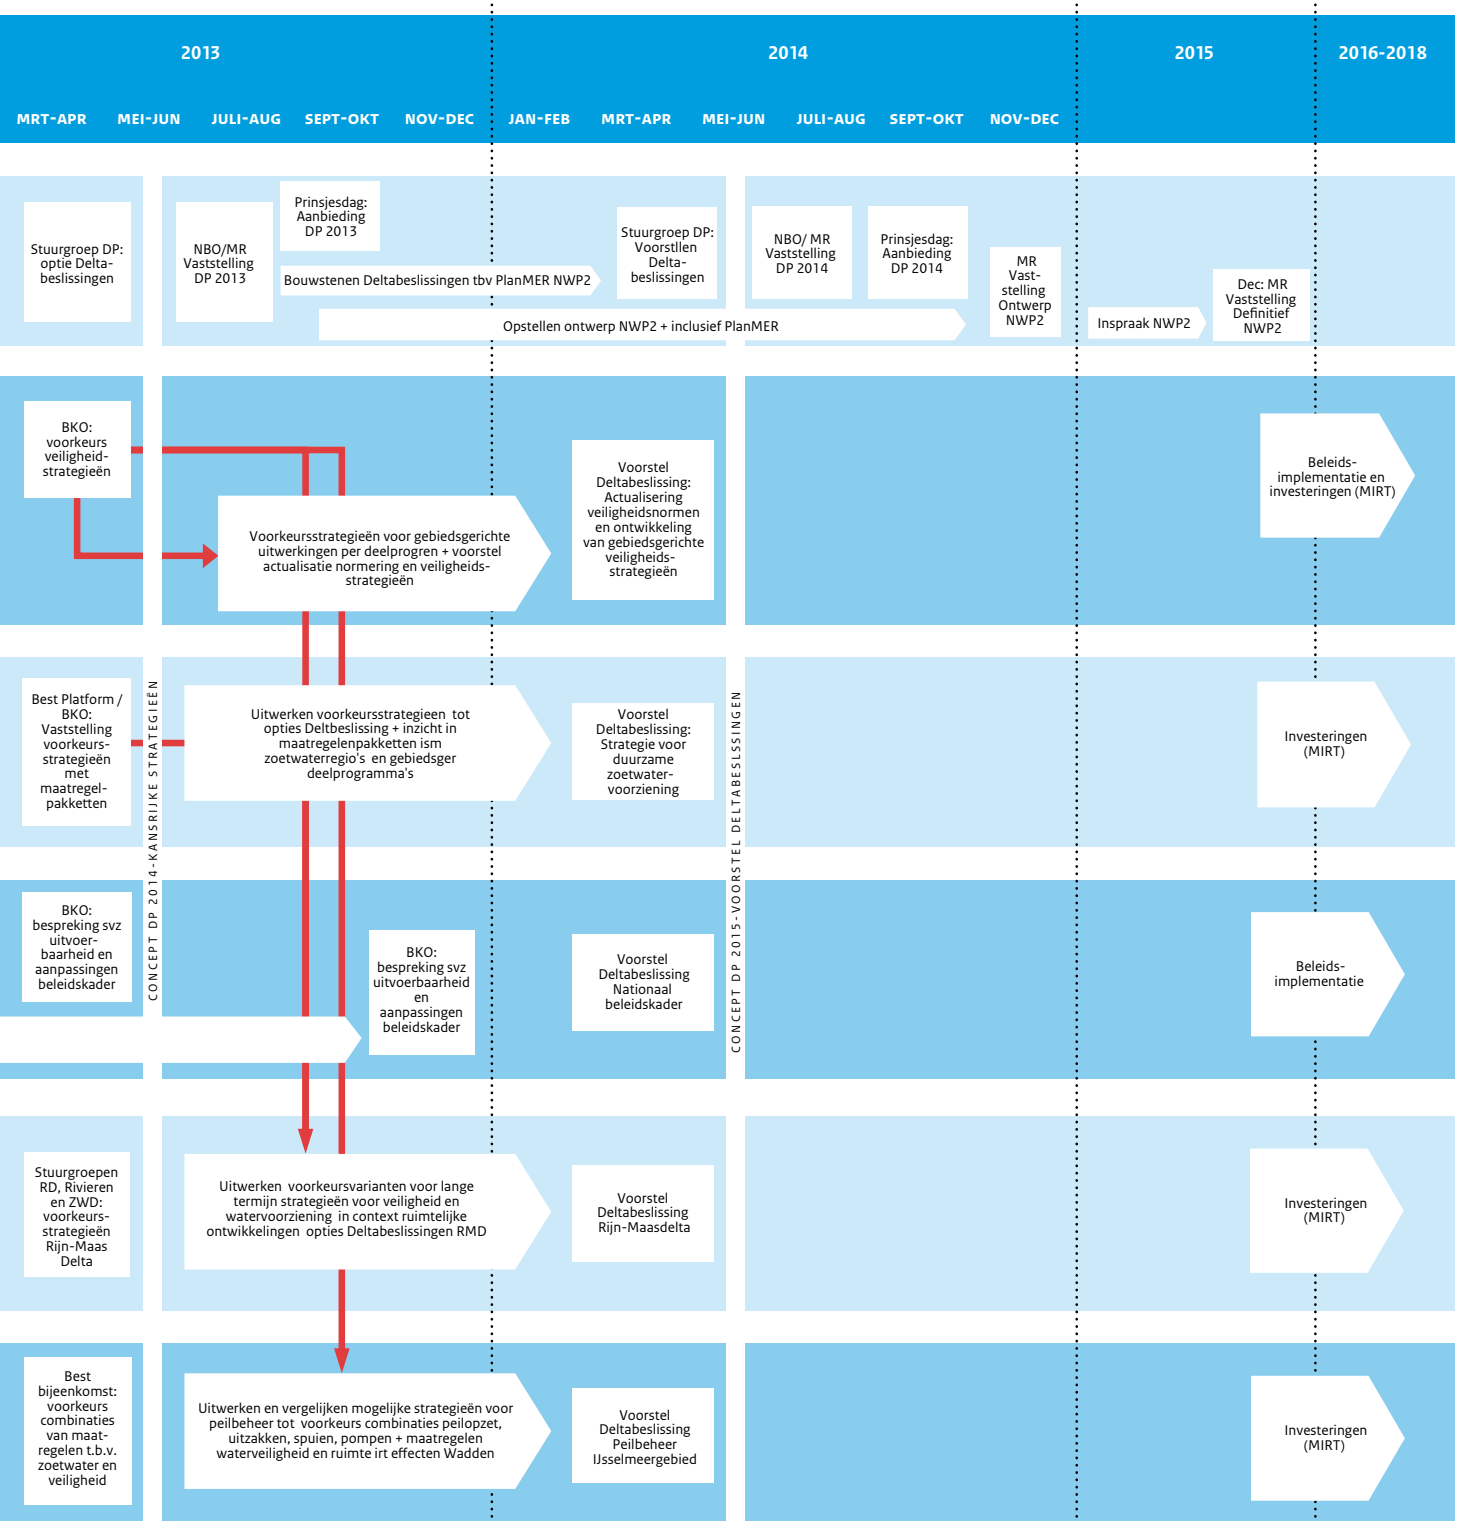 2013
2014
2015
2016-2018
MRT-APR
MEI-JUN
JULI-AUG
SEPT-OKT
NOV-DEC
JAN-FEB
MRT-APR
MEI-JUN
JULI-AUG
SEPT-OKT
NOV-DEC
Stuurgroep DP:
optie Delta-
beslissingen
NBO/MR
Vaststelling
DP 2013
Prinsjesdag:
Aanbieding
DP 2013
Bouwstenen Deltabeslissingen tbv PlanMER NWP2
Opstellen ontwerp NWP2 + inclusief PlanMER
Stuurgroep DP:
Voorstllen
Delta-
beslissingen
NBO/ MR
Vaststelling
DP 2014
Prinsjesdag:
Aanbieding
DP 2014
MR
Vast-
stelling
Ontwerp
NWP2
Inspraak NWP2
Dec: MR
Vaststelling
Definitief
NWP2
BKO:
voorkeurs
veiligheid-
strategieën
Voorkeursstrategieën voor gebiedsgerichte
uitwerkingen per deelprogren + voorstel
actualisatie normering en veiligheids-
strategieën
Voorstel
Deltabeslissing:
Actualisering
veiligheidsnormen
en ontwikkeling
van gebiedsgerichte
veiligheids-
strategieën
Beleids-
implementatie en
investeringen (MIRT)
CONCEPT DP 2014-KANSRIJKE STRATEGIEËN
CONCEPT DP 2015-VOORSTEL DELTABESLSSINGEN
Best Platform /
BKO:
Vaststelling
voorkeurs-
strategieën
met
maatregel-
pakketten
Uitwerken voorkeursstrategieen tot
opties Deltbeslissing + inzicht in
maatregelenpakketten ism
zoetwaterregio's en gebiedsger
deelprogramma's
Voorstel
Deltabeslissing:
Strategie voor
duurzame
zoetwater-
voorziening
Investeringen
(MIRT)
BKO:
bespreking svz
uitvoer-
baarheid en
aanpassingen
beleidskader
BKO:
bespreking svz
uitvoerbaarheid
en
aanpassingen
beleidskader
Voorstel
Deltabeslissing
Nationaal
beleidskader
Beleids-
implementatie
Stuurgroepen
RD, Rivieren
en ZWD:
voorkeurs-
strategieën
Rijn-Maas
Delta
Uitwerken voorkeursvarianten voor lange
termijn strategieën voor veiligheid en
watervoorziening in context ruimtelijke
ontwikkelingen opties Deltabeslissingen RMD
Voorstel
Deltabeslissing
Rijn-Maasdelta
Investeringen
(MIRT)
Best
bijeenkomst:
voorkeurs
combinaties
van maat-
regelen t.b.v.
zoetwater en
veiligheid
Uitwerken en vergelijken mogelijke strategieën voor
peilbeheer tot voorkeurs combinaties peilopzet,
uitzakken, spuien, pompen + maatregelen
waterveiligheid en ruimte irt effecten Wadden
Voorstel
Deltabeslissing
Peilbeheer
IJsselmeergebied
Investeringen
(MIRT)